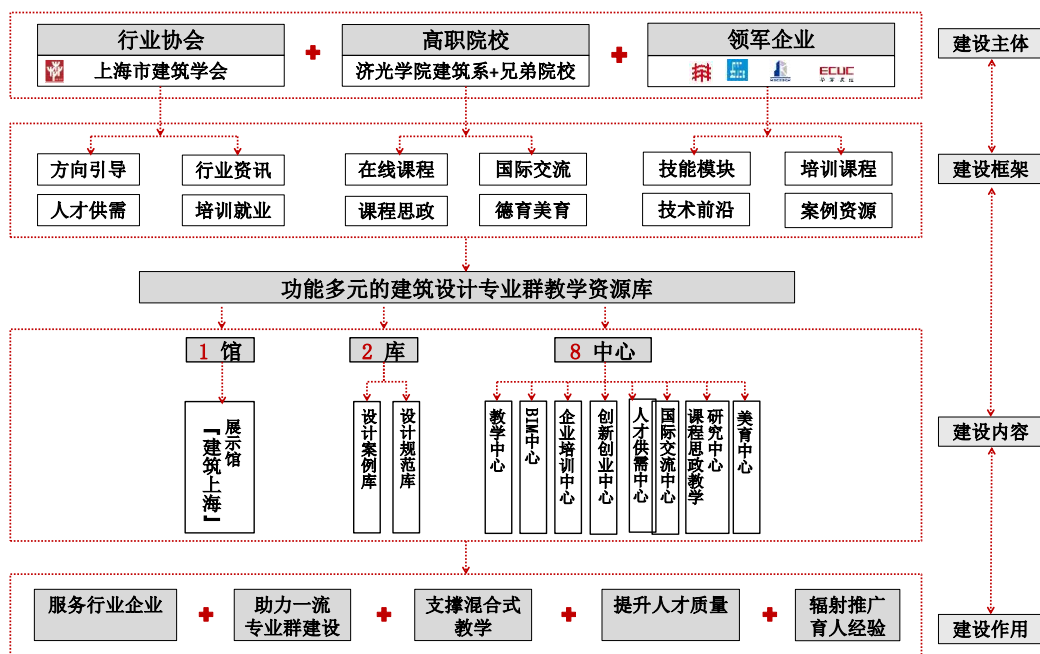 行业协会
上海市建筑学会
高职院校
济光学院建筑系+兄弟院校
领军企业
ECUC
建设主体
方向引导
行业资讯
在线课程
国际交流
技能模块
培训课程
建设框架
人才供需
培训就业
课程思政
德育美育
技术前沿
案例资源
功能多元的建筑设计专业群教学资源库
1 馆
2 库
8 中心
『建筑上海』
展示馆
设计案例库
设计规范库
教学中心
BIM中心
企业培训中心
创新创业中心
人才供需中心
国际交流中心
课程思政教学
研究中心
美育中心
建设内容
服务行业企业
助力一流
专业群建设
支撑混合式
教学
提升人才质量
辐射推广
育人经验
建设作用